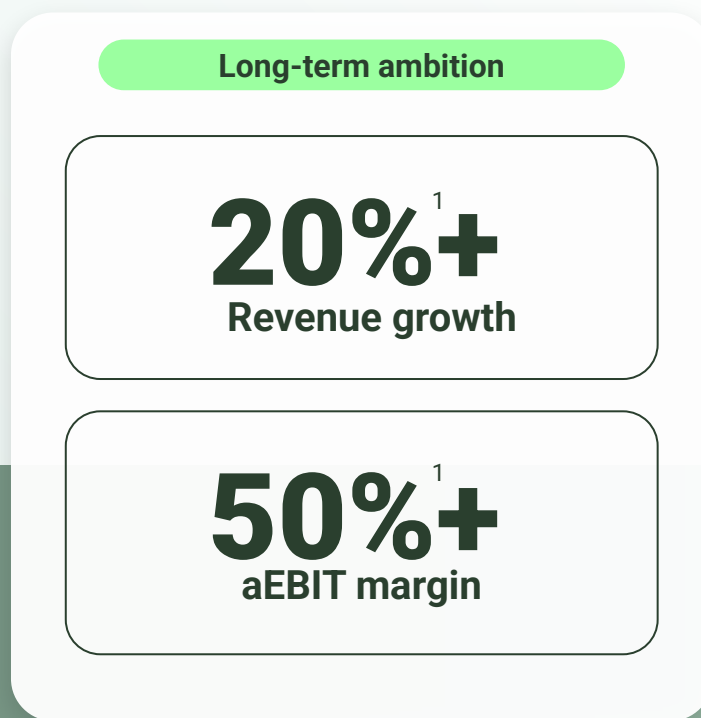 Long-term ambition
20%+¹
Revenue growth
50%+¹
aEBIT margin